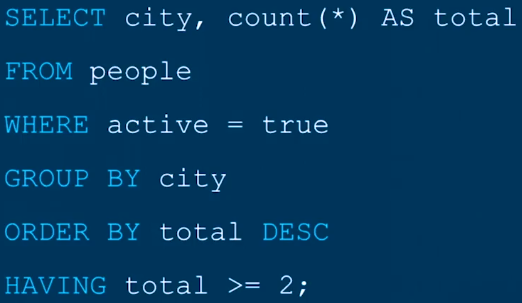 SELECT city, count(*) AS total
FROM people
WHERE active = true
GROUP BY city
ORDER BY total DESC
HAVING total >= 2;